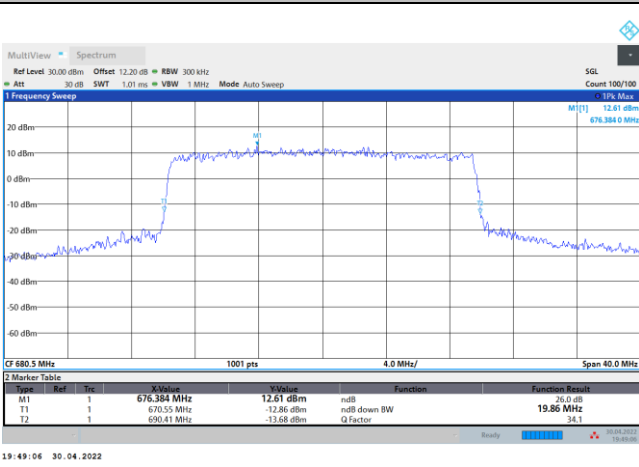 MultiView Spectrum
Ref Level 30.00 dBm Offset 12.20 dB RBW 300 kHz SGL
Att 30 dB SWT 1.01 ms VBW 1 MHz Mode Auto Sweep Count 100/100
1 Frequency Sweep 1Pk Max
M1[1] 12.61 dBm
676.384 0 MHz
20 dBm
M1
10 dBm
0 dBm
-10 dBm
T1
T2
-20 dBm
-30 dBm
-40 dBm
-50 dBm
-60 dBm
CF 680.5 MHz 1001 pts 4.0 MHz/ Span 40.0 MHz
2 Marker Table
Type Ref Trc X-Value Y-Value Function Function Result
M1 1 676.384 MHz 12.61 dBm ndB 26.0 dB
T1 1 670.55 MHz -12.86 dBm ndB down BW 19.86 MHz
T2 1 690.41 MHz -13.68 dBm Q Factor 34.1
Ready 30.04.2022
19:49:06
19:49:06 30.04.2022